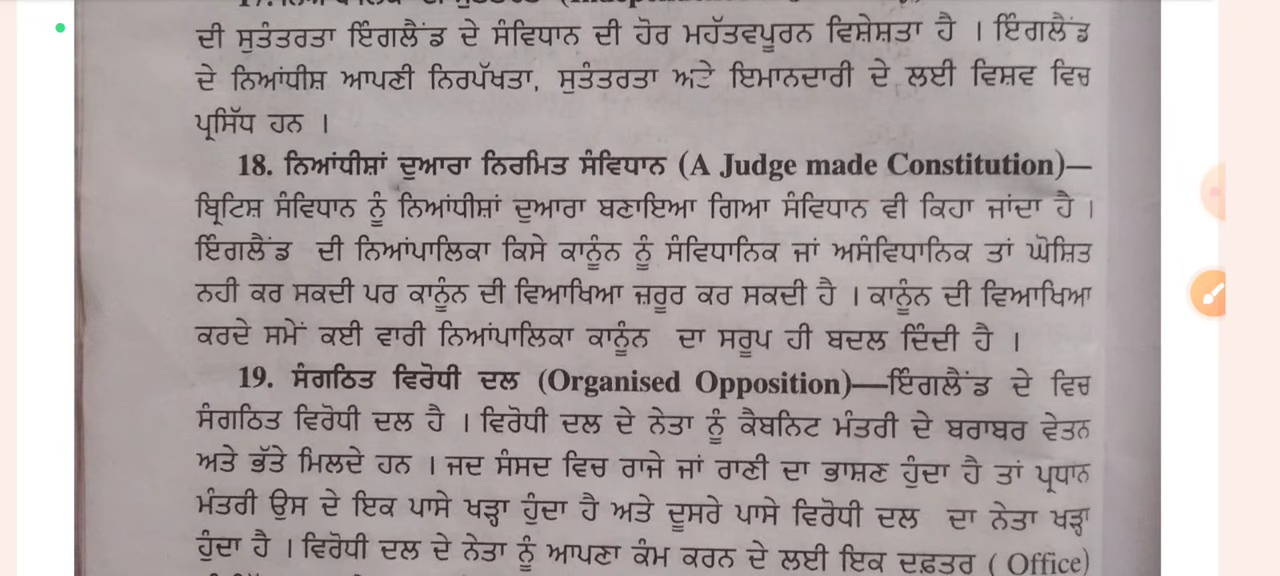 ਦੀ ਸੁਤੰਤਰਤਾ ਇੰਗਲੈਂਡ ਦੇ ਸੰਵਿਧਾਨ ਦੀ ਹੋਰ ਮਹੱਤਵਪੂਰਨ ਵਿਸ਼ੇਸ਼ਤਾ ਹੈ । ਇੰਗਲੈਂਡ
ਦੇ ਨਿਆਂਧੀਸ਼ ਆਪਣੀ ਨਿਰਪੱਖਤਾ, ਸੁਤੰਤਰਤਾ ਅਤੇ ਇਮਾਨਦਾਰੀ ਦੇ ਲਈ ਵਿਸ਼ਵ ਵਿਚ
ਪ੍ਰਸਿੱਧ ਹਨ ।
18. ਨਿਆਂਧੀਸ਼ਾਂ ਦੁਆਰਾ ਨਿਰਮਿਤ ਸੰਵਿਧਾਨ (A Judge made Constitution)—
ਬ੍ਰਿਟਿਸ਼ ਸੰਵਿਧਾਨ ਨੂੰ ਨਿਆਂਧੀਸ਼ਾਂ ਦੁਆਰਾ ਬਣਾਇਆ ਗਿਆ ਸੰਵਿਧਾਨ ਵੀ ਕਿਹਾ ਜਾਂਦਾ ਹੈ ।
ਇੰਗਲੈਂਡ ਦੀ ਨਿਆਂਪਾਲਿਕਾ ਕਿਸੇ ਕਾਨੂੰਨ ਨੂੰ ਸੰਵਿਧਾਨਿਕ ਜਾਂ ਅਸੰਵਿਧਾਨਿਕ ਤਾਂ ਘੋਸ਼ਿਤ
ਨਹੀ ਕਰ ਸਕਦੀ ਪਰ ਕਾਨੂੰਨ ਦੀ ਵਿਆਖਿਆ ਜ਼ਰੂਰ ਕਰ ਸਕਦੀ ਹੈ । ਕਾਨੂੰਨ ਦੀ ਵਿਆਖਿਆ
ਕਰਦੇ ਸਮੇਂ ਕਈ ਵਾਰੀ ਨਿਆਂਪਾਲਿਕਾ ਕਾਨੂੰਨ ਦਾ ਸਰੂਪ ਹੀ ਬਦਲ ਦਿੰਦੀ ਹੈ ।
19. ਸੰਗਠਿਤ ਵਿਰੋਧੀ ਦਲ (Organised Opposition)—ਇੰਗਲੈਂਡ ਦੇ ਵਿਚ
ਸੰਗਠਿਤ ਵਿਰੋਧੀ ਦਲ ਹੈ । ਵਿਰੋਧੀ ਦਲ ਦੇ ਨੇਤਾ ਨੂੰ ਕੈਬਨਿਟ ਮੰਤਰੀ ਦੇ ਬਰਾਬਰ ਵੇਤਨ
ਅਤੇ ਭੱਤੇ ਮਿਲਦੇ ਹਨ । ਜਦ ਸੰਸਦ ਵਿਚ ਰਾਜੇ ਜਾਂ ਰਾਣੀ ਦਾ ਭਾਸ਼ਣ ਹੁੰਦਾ ਹੈ ਤਾਂ ਪ੍ਰਧਾਨ
ਮੰਤਰੀ ਉਸ ਦੇ ਇਕ ਪਾਸੇ ਖੜ੍ਹਾ ਹੁੰਦਾ ਹੈ ਅਤੇ ਦੂਸਰੇ ਪਾਸੇ ਵਿਰੋਧੀ ਦਲ ਦਾ ਨੇਤਾ ਖੜ੍ਹਾ
ਹੁੰਦਾ ਹੈ । ਵਿਰੋਧੀ ਦਲ ਦੇ ਨੇਤਾ ਨੂੰ ਆਪਣਾ ਕੰਮ ਕਰਨ ਦੇ ਲਈ ਇਕ ਦਫ਼ਤਰ ( Office)